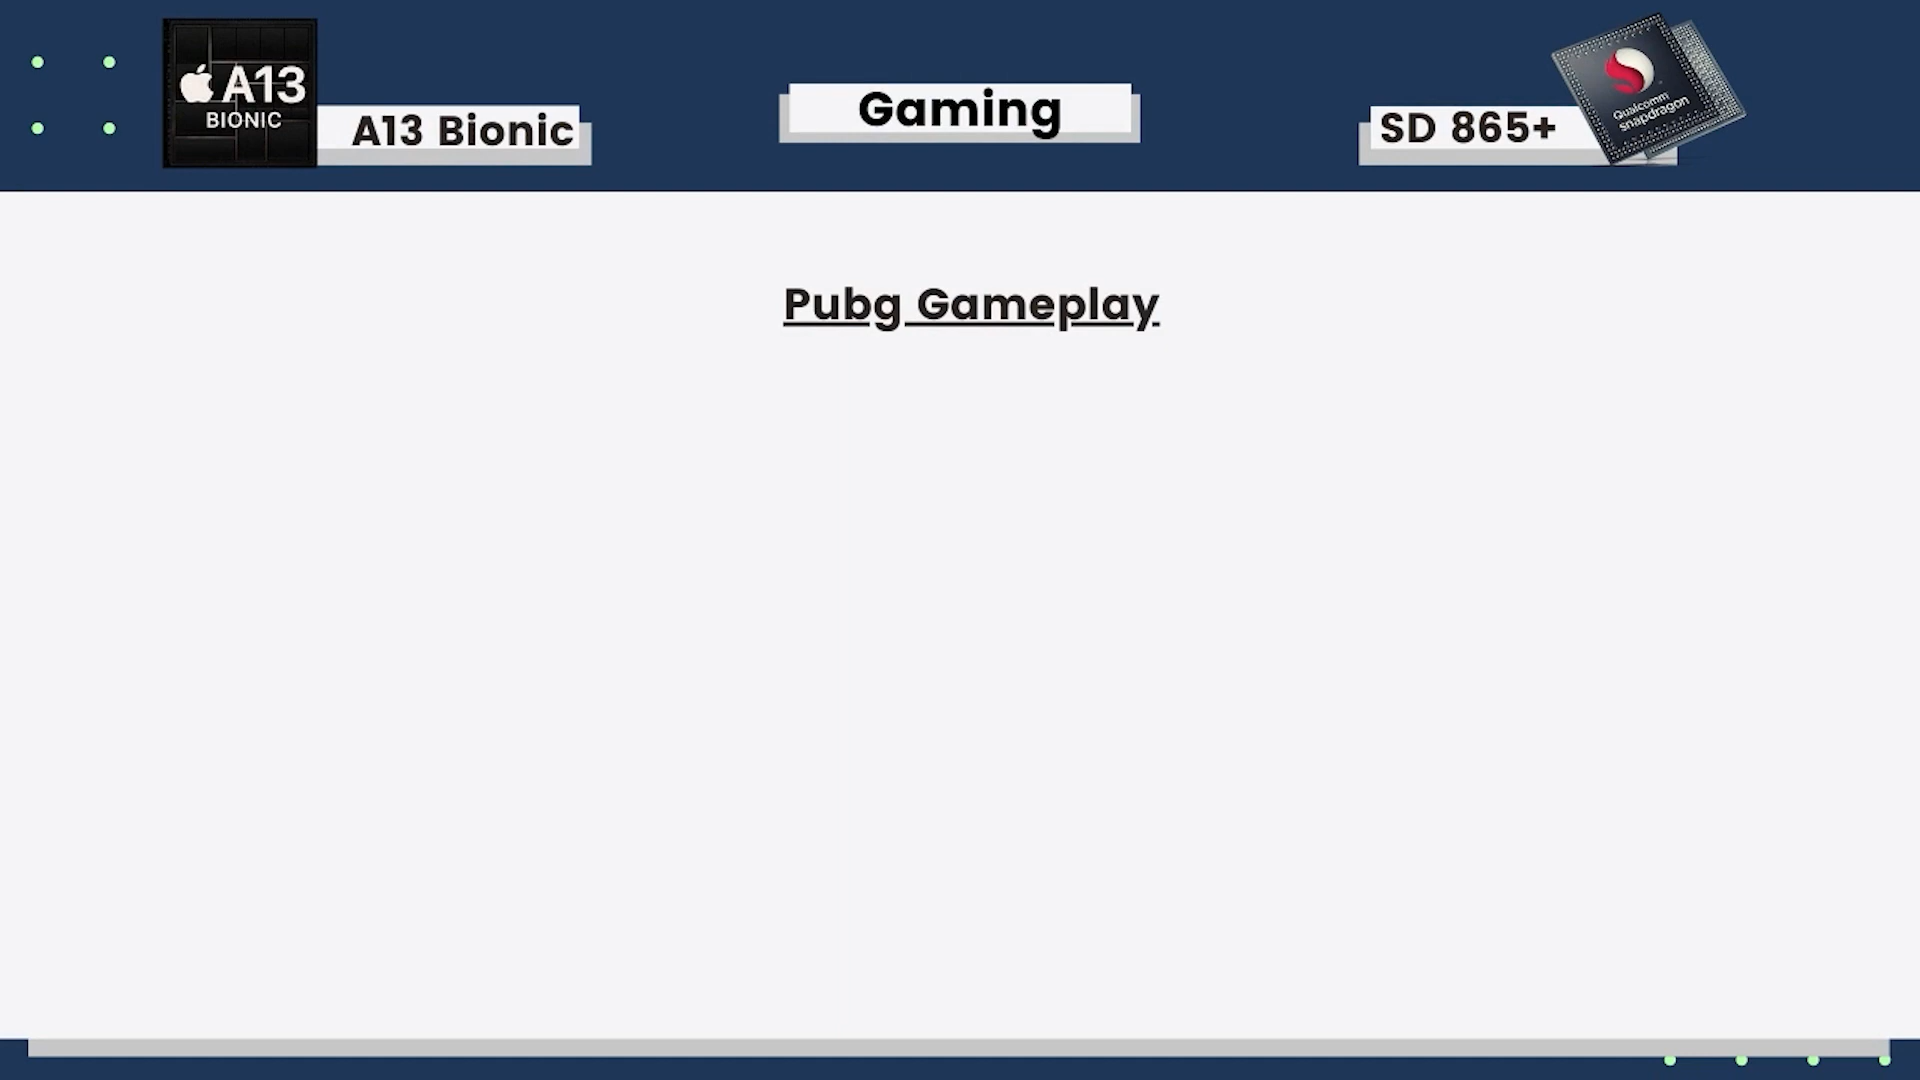 A13
BIONIC
A13 Bionic
Gaming
SD 865+
Qualcomm
snapdragon
Pubg Gameplay